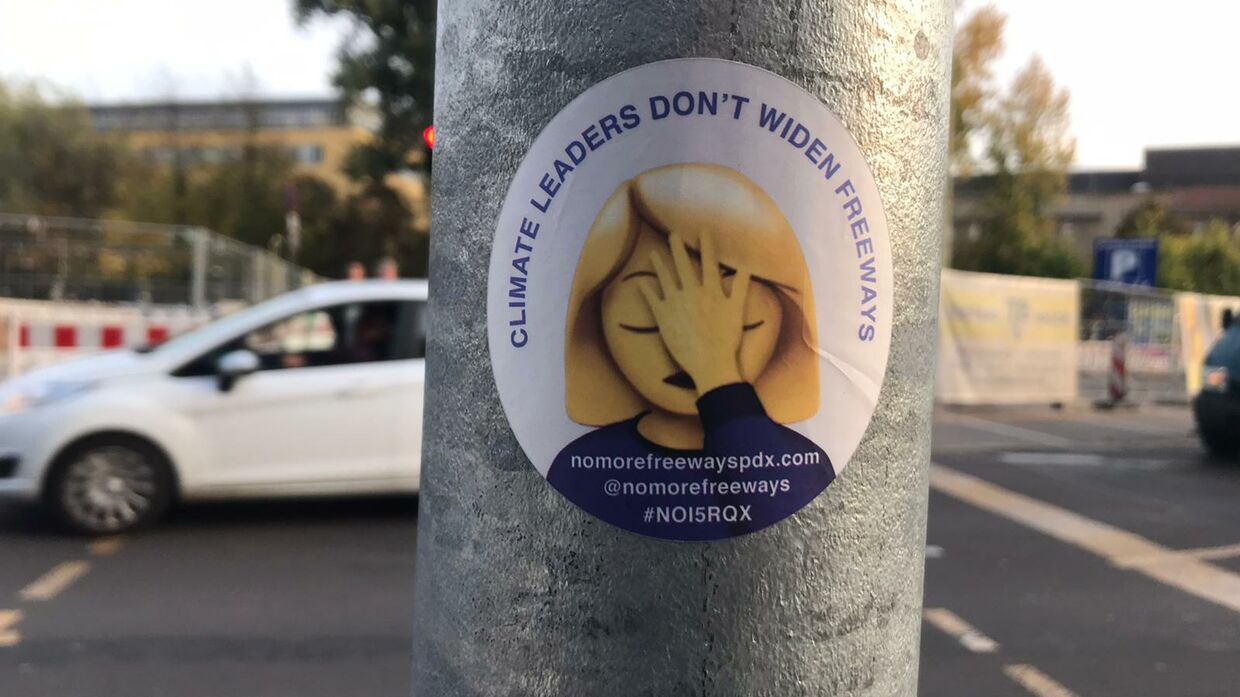 CLIMATE LEADERS DON'T WIDEN FREEWAYS
nomorefreewayspdx.com
@nomorefreeways
#NOI5RQX
P